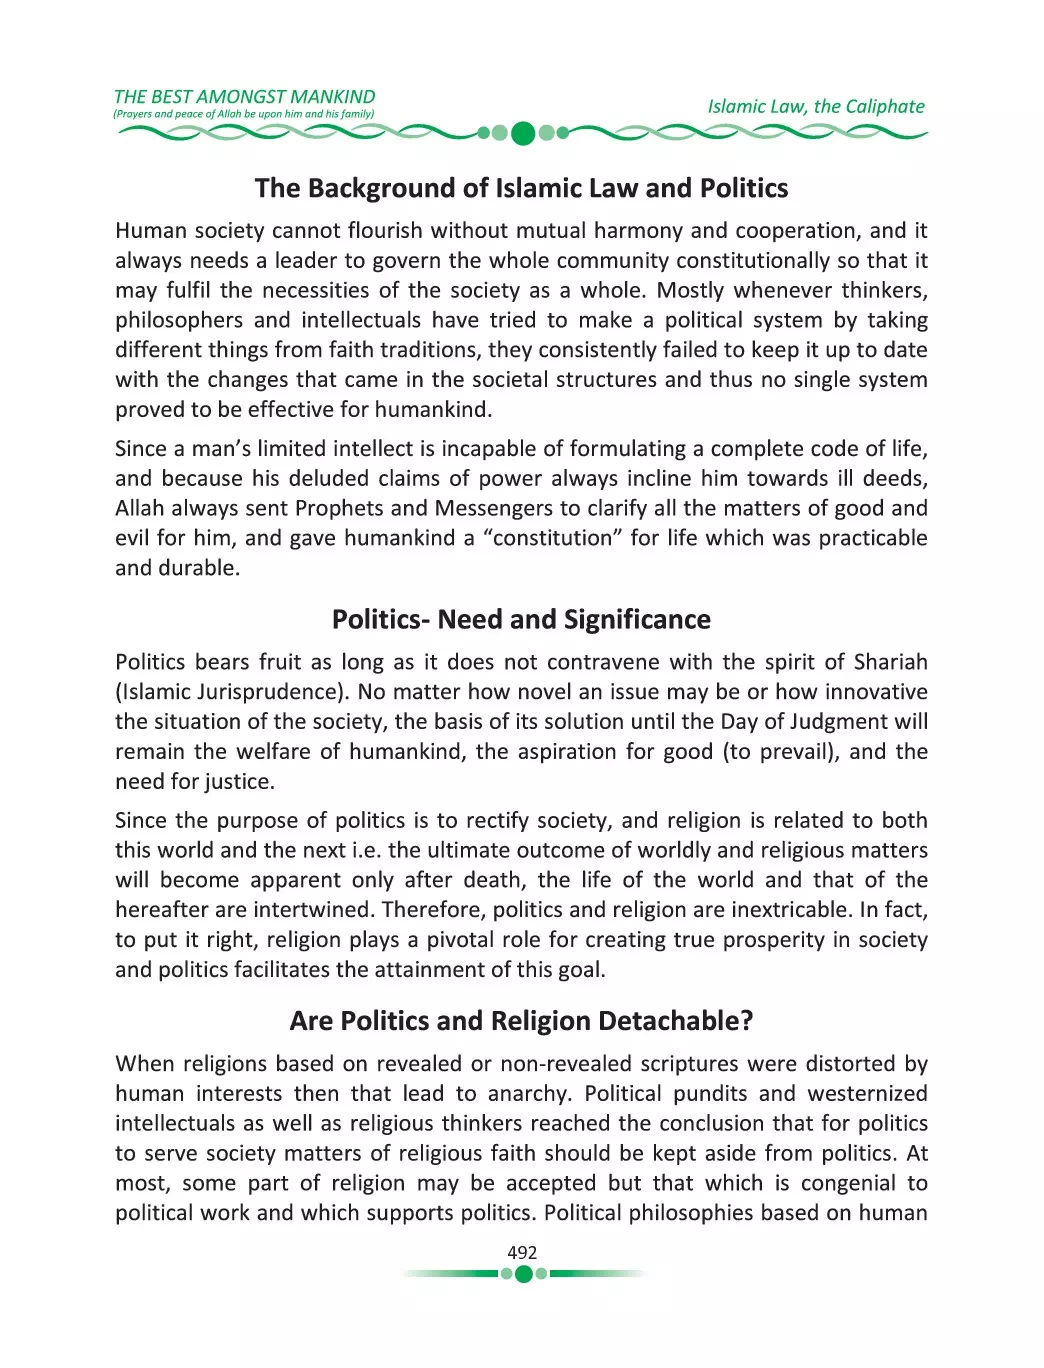 THE BEST AMONGST MANKIND
(Prayers and peace of Allah be upon him and his family)
Islamic Law, the Caliphate
The Background of Islamic Law and Politics
Human society cannot flourish without mutual harmony and cooperation, and it
always needs a leader to govern the whole community constitutionally so that it
may fulfil the necessities of the society as a whole. Mostly whenever thinkers,
philosophers and intellectuals have tried to make a political system by taking
different things from faith traditions, they consistently failed to keep it up to date
with the changes that came in the societal structures and thus no single system
proved to be effective for humankind.
Since a man’s limited intellect is incapable of formulating a complete code of life,
and because his deluded claims of power always incline him towards ill deeds,
Allah always sent Prophets and Messengers to clarify all the matters of good and
evil for him, and gave humankind a “constitution” for life which was practicable
and durable.
Politics- Need and Significance
Politics bears fruit as long as it does not contravene with the spirit of Shariah
(Islamic Jurisprudence). No matter how novel an issue may be or how innovative
the situation of the society, the basis of its solution until the Day of Judgment will
remain the welfare of humankind, the aspiration for good (to prevail), and the
need for justice.
Since the purpose of politics is to rectify society, and religion is related to both
this world and the next i.e. the ultimate outcome of worldly and religious matters
will become apparent only after death, the life of the world and that of the
hereafter are intertwined. Therefore, politics and religion are inextricable. In fact,
to put it right, religion plays a pivotal role for creating true prosperity in society
and politics facilitates the attainment of this goal.
Are Politics and Religion Detachable?
When religions based on revealed or non-revealed scriptures were distorted by
human interests then that lead to anarchy. Political pundits and westernized
intellectuals as well as religious thinkers reached the conclusion that for politics
to serve society matters of religious faith should be kept aside from politics. At
most, some part of religion may be accepted but that which is congenial to
political work and which supports politics. Political philosophies based on human
492